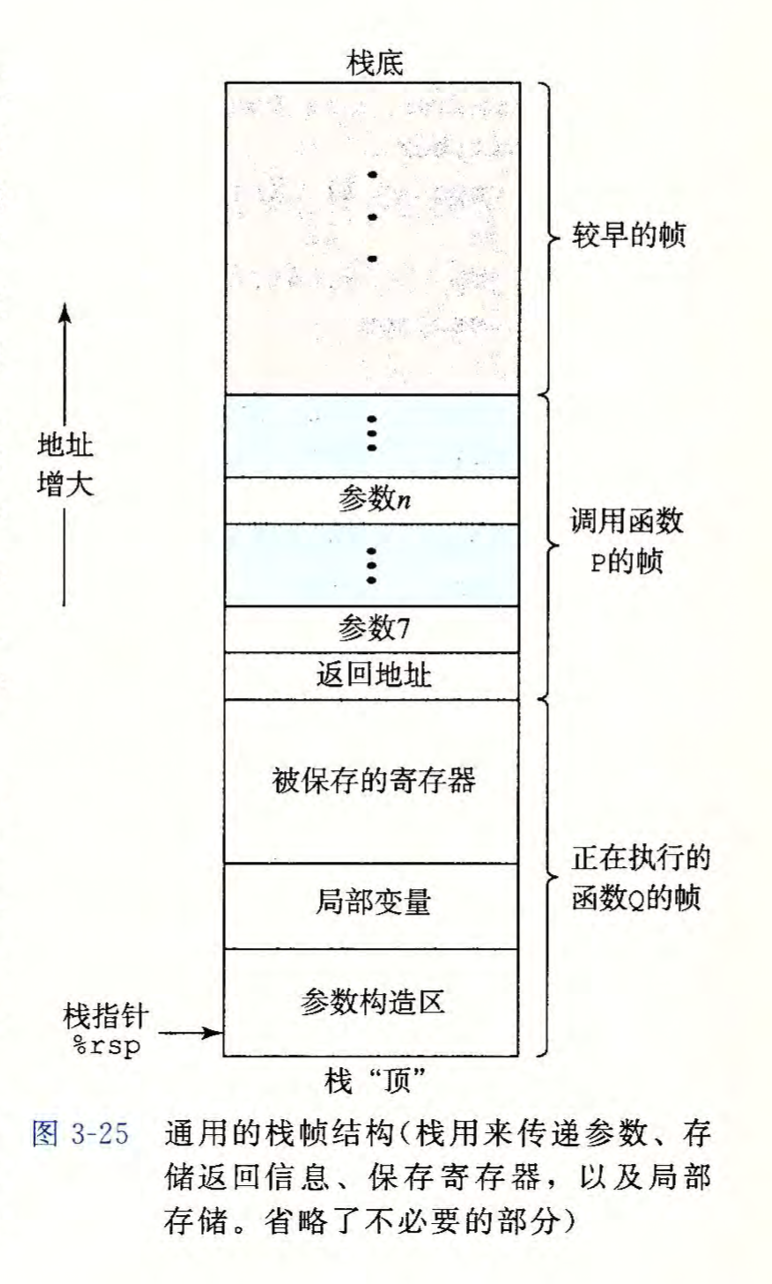 栈底
较早的帧
地址
增大
参数n
调用函数
P的帧
参数7
返回地址
被保存的寄存器
正在执行的
函数Q的帧
局部变量
参数构造区
栈指针
%rsp
栈“顶”
图 3-25 通用的栈帧结构(栈用来传递参数、存
储返回信息、保存寄存器，以及局部
存储。省略了不必要的部分)